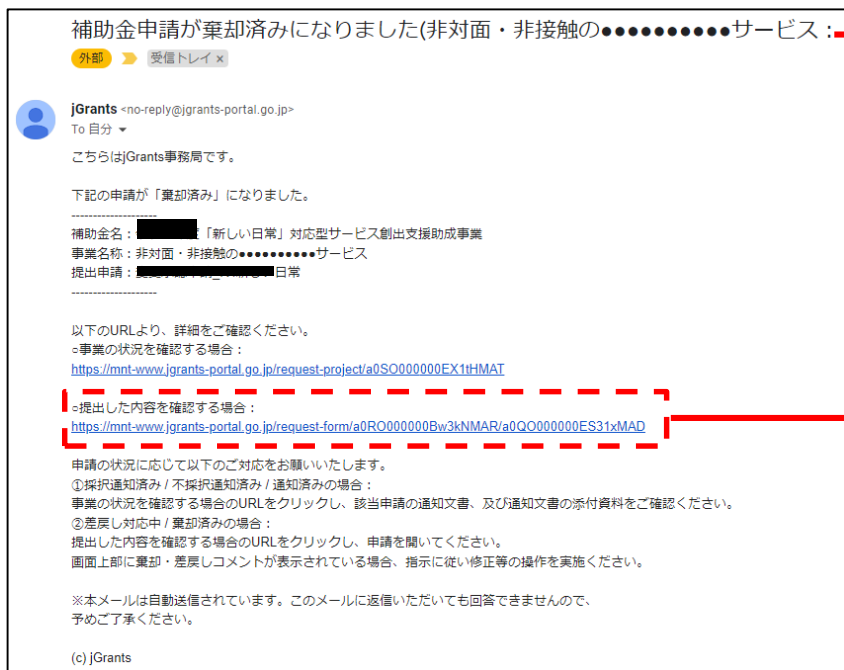 補助金申請が棄却済みになりました(非対面・非接触の●●●●●●●●●●サービス：
外部 受信トレイ ×
jGrants <no-reply@jgrants-portal.go.jp>
To 自分
こちらはjGrants事務局です。
下記の申請が「棄却済み」になりました。
--------------------
補助金名： 「新しい日常」対応型サービス創出支援助成事業
事業名称：非対面・非接触の●●●●●●●●●●サービス
提出申請： 日常
--------------------
以下のURLより、詳細をご確認ください。
○事業の状況を確認する場合：
https://mnt-www.jgrants-portal.go.jp/request-project/a0SO000000EX1tHMAT
○提出した内容を確認する場合：
https://mnt-www.jgrants-portal.go.jp/request-form/a0RO000000Bw3kNMAR/a0QO000000ES31xMAD
申請の状況に応じて以下のご対応をお願いいたします。
①採択通知済み / 不採択通知済み / 通知済みの場合：
事業の状況を確認する場合のURLをクリックし、該当申請の通知文書、及び通知文書の添付資料をご確認ください。
②差戻し対応中 / 棄却済みの場合：
提出した内容を確認する場合のURLをクリックし、申請を開いてください。
画面上部に棄却・差戻しコメントが表示されている場合、指示に従い修正等の操作を実施ください。
※本メールは自動送信されています。このメールに返信いただいても回答できませんので、
予めご了承ください。
(c) jGrants